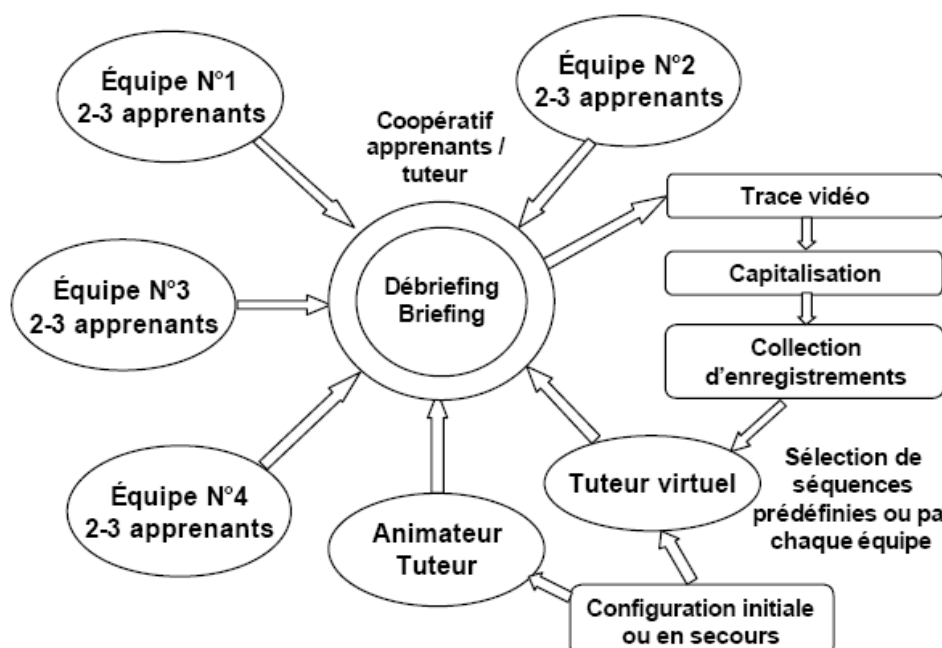 Équipe N°1
2-3 apprenants
Équipe N°2
2-3 apprenants
Coopératif
apprenants /
tuteur
Trace vidéo
Capitalisation
Collection
d'enregistrements
Équipe N°3
2-3 apprenants
Débriefing
Briefing
Équipe N°4
2-3 apprenants
Animateur
Tuteur
Tuteur virtuel
Sélection de
séquences
prédéfinies ou pa
chaque équipe
Configuration initiale
ou en secours